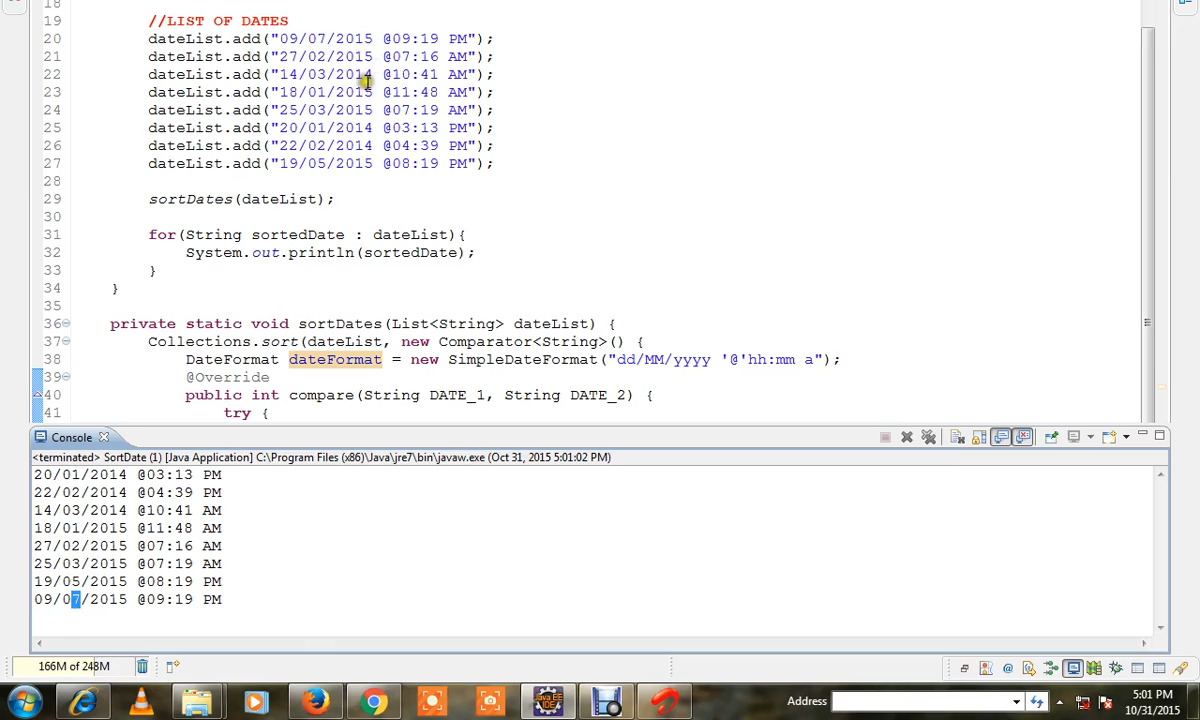 18
19 //LIST OF DATES
20 dateList.add("09/07/2015 @09:19 PM");
21 dateList.add("27/02/2015 @07:16 AM");
22 dateList.add("14/03/2014 @10:41 AM");
23 dateList.add("18/01/2015 @11:48 AM");
24 dateList.add("25/03/2015 @07:19 AM");
25 dateList.add("20/01/2014 @03:13 PM");
26 dateList.add("22/02/2014 @04:39 PM");
27 dateList.add("19/05/2015 @08:19 PM");
28
29 sortDates(dateList);
30
31 for(String sortedDate : dateList){
32 System.out.println(sortedDate);
33 }
34 }
35
36 private static void sortDates(List<String> dateList) {
37 Collections.sort(dateList, new Comparator<String>() {
38 DateFormat dateFormat = new SimpleDateFormat("dd/MM/yyyy '@'hh:mm a");
39 @Override
40 public int compare(String DATE_1, String DATE_2) {
41 try {
Console
<terminated> SortDate (1) [Java Application] C:\Program Files (x86)\Java\jre7\bin\javaw.exe (Oct 31, 2015 5:01:02 PM)
20/01/2014 @03:13 PM
22/02/2014 @04:39 PM
14/03/2014 @10:41 AM
18/01/2015 @11:48 AM
27/02/2015 @07:16 AM
25/03/2015 @07:19 AM
19/05/2015 @08:19 PM
09/07/2015 @09:19 PM
166M of 248M
Java EE
IDE
Address
5:01 PM
10/31/2015